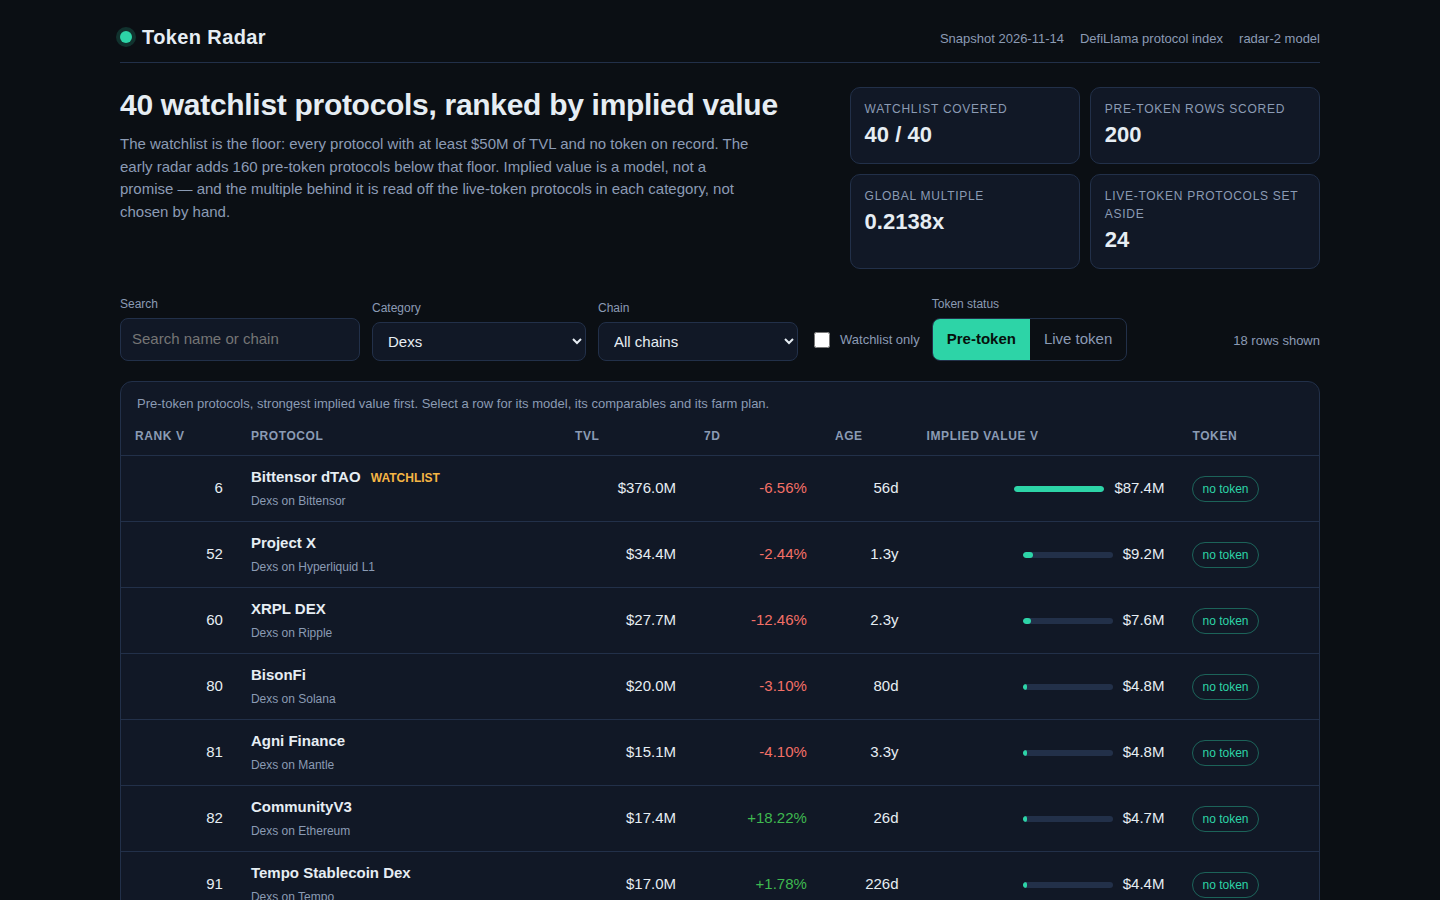 Token Radar
Snapshot 2026-11-14 DefiLlama protocol index radar-2 model
40 watchlist protocols, ranked by implied value
The watchlist is the floor: every protocol with at least $50M of TVL and no token on record. The
early radar adds 160 pre-token protocols below that floor. Implied value is a model, not a
promise — and the multiple behind it is read off the live-token protocols in each category, not
chosen by hand.
WATCHLIST COVERED
40 / 40
PRE-TOKEN ROWS SCORED
200
GLOBAL MULTIPLE
0.2138x
LIVE-TOKEN PROTOCOLS SET
ASIDE
24
Search
Search name or chain
Category
Dexs
Chain
All chains
Watchlist only
Token status
Pre-token Live token
18 rows shown
Pre-token protocols, strongest implied value first. Select a row for its model, its comparables and its farm plan.
RANK V PROTOCOL TVL 7D AGE IMPLIED VALUE V TOKEN
6 Bittensor dTAO WATCHLIST $376.0M -6.56% 56d $87.4M no token
Dexs on Bittensor
52 Project X $34.4M -2.44% 1.3y $9.2M no token
Dexs on Hyperliquid L1
60 XRPL DEX $27.7M -12.46% 2.3y $7.6M no token
Dexs on Ripple
80 BisonFi $20.0M -3.10% 80d $4.8M no token
Dexs on Solana
81 Agni Finance $15.1M -4.10% 3.3y $4.8M no token
Dexs on Mantle
82 CommunityV3 $17.4M +18.22% 26d $4.7M no token
Dexs on Ethereum
91 Tempo Stablecoin Dex $17.0M +1.78% 226d $4.4M no token
Dexs on Tempo